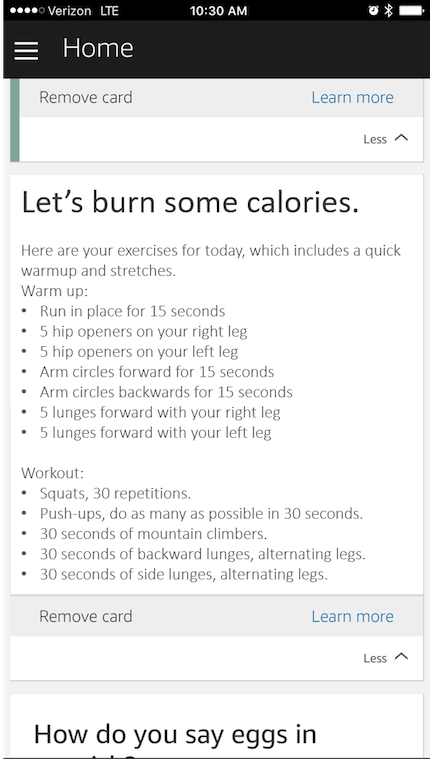 Verizon LTE 10:30 AM
Home
Remove card Learn more
Less
Let's burn some calories.
Here are your exercises for today, which includes a quick
warmup and stretches.
Warm up:
• Run in place for 15 seconds
• 5 hip openers on your right leg
• 5 hip openers on your left leg
• Arm circles forward for 15 seconds
• Arm circles backwards for 15 seconds
• 5 lunges forward with your right leg
• 5 lunges forward with your left leg
Workout:
• Squats, 30 repetitions.
• Push-ups, do as many as possible in 30 seconds.
• 30 seconds of mountain climbers.
• 30 seconds of backward lunges, alternating legs.
• 30 seconds of side lunges, alternating legs.
Remove card Learn more
Less
How do you say eggs in